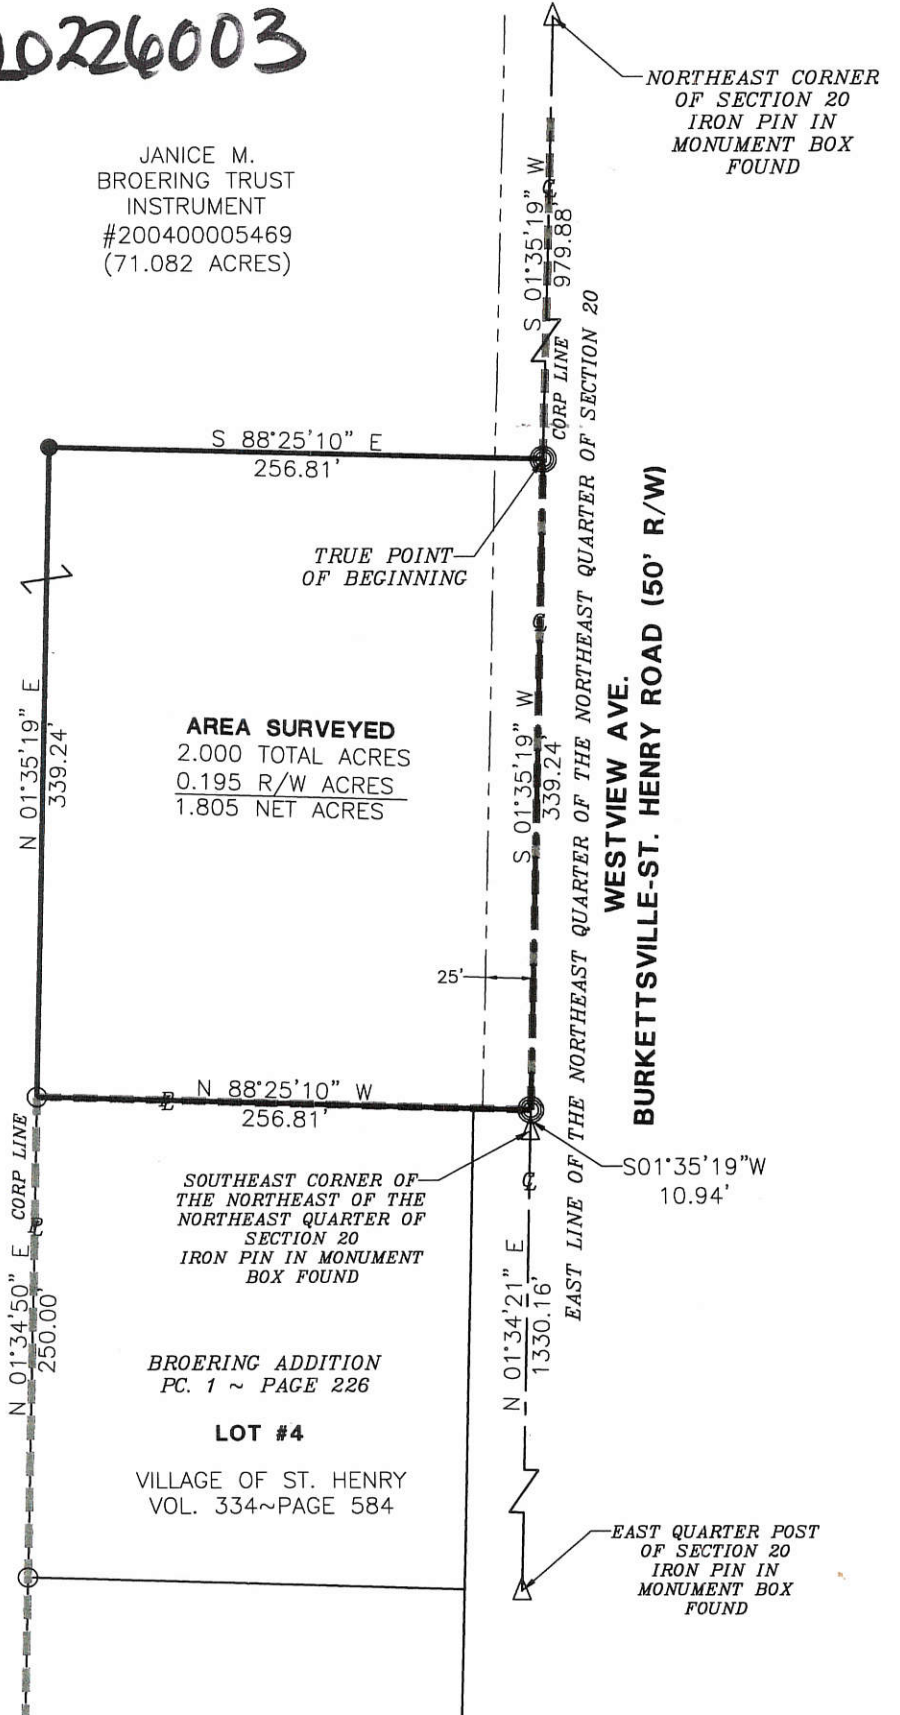 10226003
NORTHEAST CORNER
OF SECTION 20
IRON PIN IN
MONUMENT BOX
FOUND
JANICE M.
BROERING TRUST
INSTRUMENT
#200400005469
(71.082 ACRES)
S 01°35'19" W
979.88'
CORP LINE
S 88°25'10" E
256.81'
TRUE POINT
OF BEGINNING
EAST LINE OF THE NORTHEAST QUARTER OF THE NORTHEAST QUARTER OF SECTION 20
WESTVIEW AVE.
BURKETTSVILLE-ST. HENRY ROAD (50' R/W)
N 01°35'19" E
339.24'
AREA SURVEYED
2.000 TOTAL ACRES
0.195 R/W ACRES
1.805 NET ACRES
S 01°35'19" W
339.24'
25'
N 88°25'10" W
256.81'
CORP LINE
SOUTHEAST CORNER OF
THE NORTHEAST OF THE
NORTHEAST QUARTER OF
SECTION 20
IRON PIN IN MONUMENT
BOX FOUND
S01°35'19"W
10.94'
N 01°34'50" E
250.00'
N 01°34'21" E
1330.16'
BROERING ADDITION
PC. 1 ~ PAGE 226
LOT #4
VILLAGE OF ST. HENRY
VOL. 334~PAGE 584
EAST QUARTER POST
OF SECTION 20
IRON PIN IN
MONUMENT BOX
FOUND